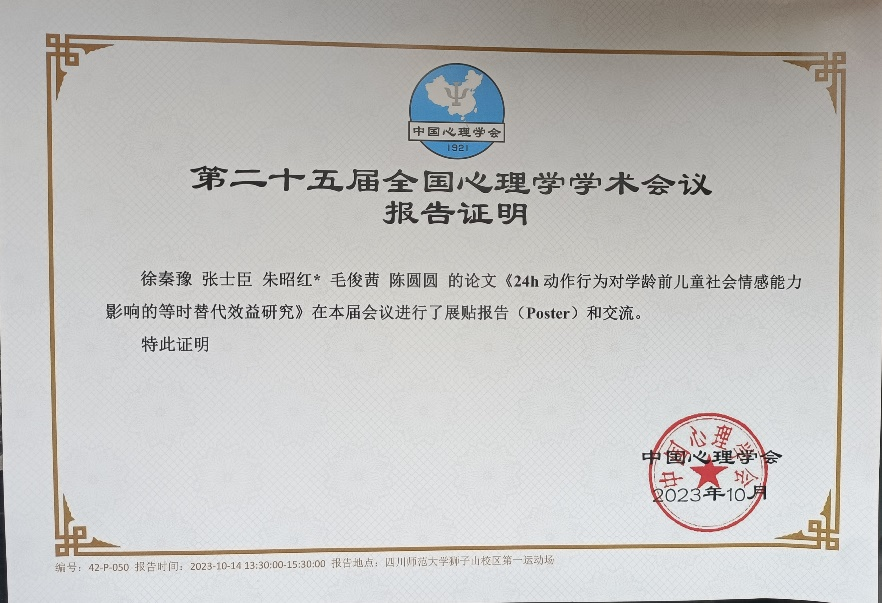 中国心理学会
1921
第二十五届全国心理学学术会议
报告证明
徐秦豫 张士臣 朱昭红* 毛俊茜 陈圆圆 的论文《24h 动作行为对学龄前儿童社会情感能力
影响的等时替代效益研究》在本届会议进行了展贴报告（Poster）和交流。
特此证明
中国心理学会
中国心理学会
2023年10月
编号：42-P-050 报告时间：2023-10-14 13:30:00-15:30:00 报告地点：四川师范大学狮子山校区第一运动场